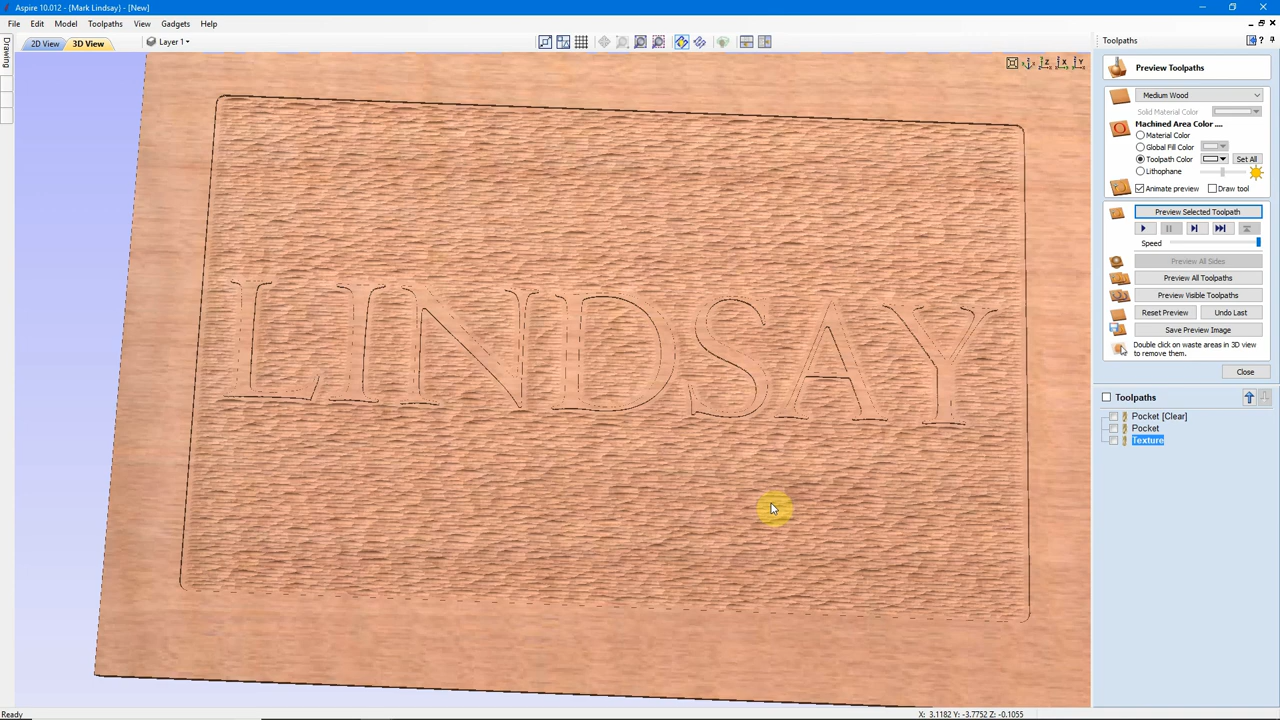 Aspire 10.012 - {Mark Lindsay} - [New]
File Edit Model Toolpaths View Gadgets Help
2D View 3D View Layer 1
Drawing
LINDSAY
Toolpaths
Preview Toolpaths
Medium Wood
Solid Material Color
Machined Area Color ....
Material Color
Global Fill Color
Toolpath Color Set All
Lithophane
Animate preview Draw tool
Preview Selected Toolpath
Speed
Preview All Sides
Preview All Toolpaths
Preview Visible Toolpaths
Reset Preview Undo Last
Save Preview Image
Double click on waste areas in 3D view
to remove them.
Close
Toolpaths
Pocket [Clear]
Pocket
Texture
Ready X: 3.1182 Y:-3.7752 Z:-0.1055